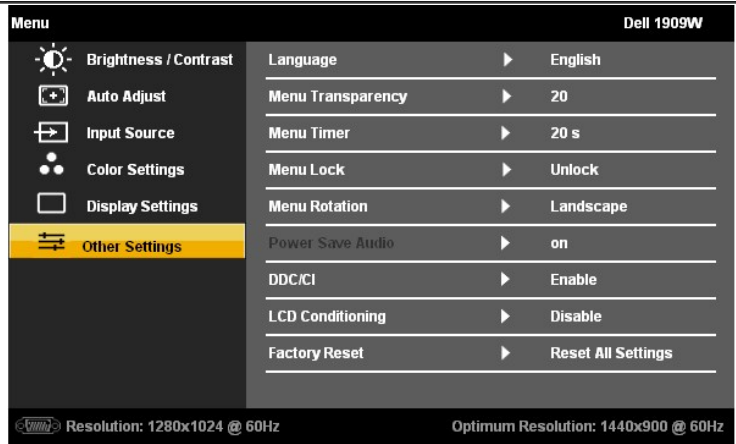 Menu Dell 1909W
Brightness / Contrast Language English
Auto Adjust Menu Transparency 20
Input Source Menu Timer 20 s
Color Settings Menu Lock Unlock
Display Settings Menu Rotation Landscape
Other Settings Power Save Audio on
DDC/CI Enable
LCD Conditioning Disable
Factory Reset Reset All Settings
Resolution: 1280x1024 @ 60Hz Optimum Resolution: 1440x900 @ 60Hz